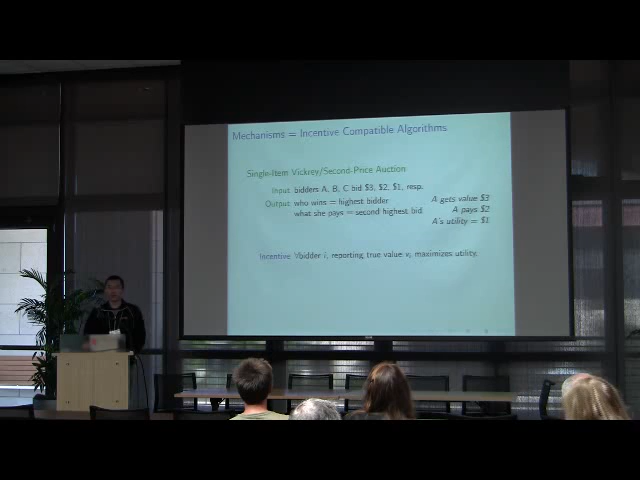 Mechanisms = Incentive Compatible Algorithms
Single-Item Vickrey/Second-Price Auction
Input bidders A, B, C bid $3, $2, $1, resp.
Output who wins = highest bidder A gets value $3
what she pays = second highest bid A pays $2
A's utility = $1
Incentive ∀bidder i, reporting true value vᵢ maximizes utility.